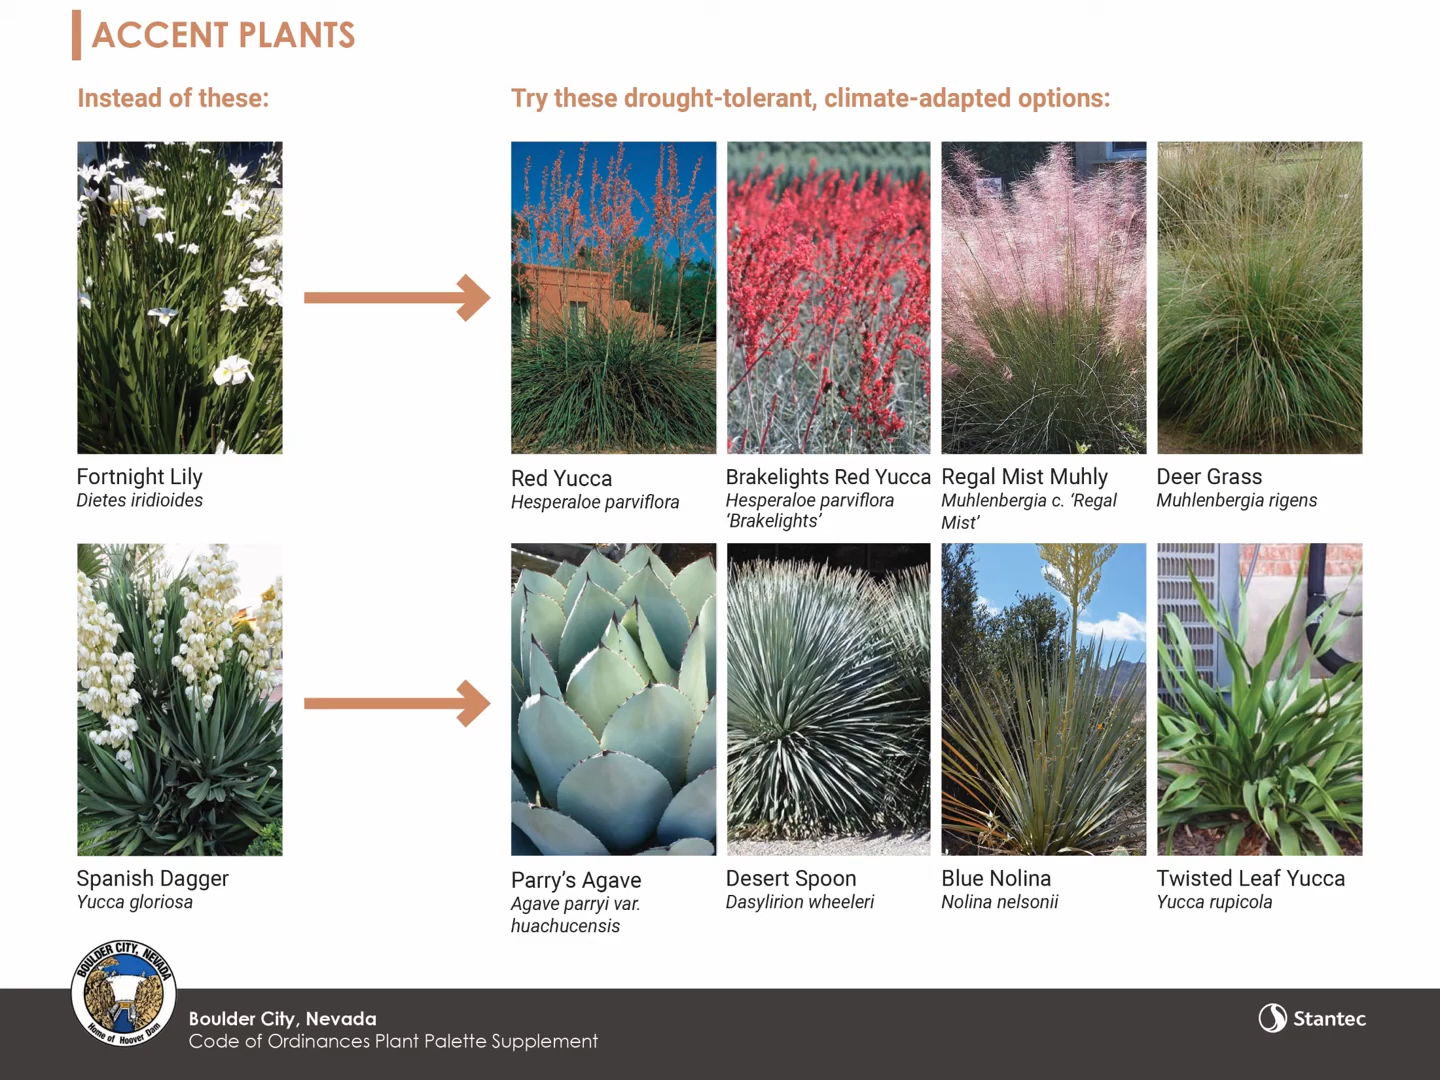 ACCENT PLANTS
Instead of these:
Try these drought-tolerant, climate-adapted options:
Fortnight Lily
Dietes iridioides
Red Yucca
Hesperaloe parviflora
Brakelights Red Yucca
Hesperaloe parviflora
‘Brakelights’
Regal Mist Muhly
Muhlenbergia c. ‘Regal
Mist’
Deer Grass
Muhlenbergia rigens
Spanish Dagger
Yucca gloriosa
Parry’s Agave
Agave parryi var.
huachucensis
Desert Spoon
Dasylirion wheeleri
Blue Nolina
Nolina nelsonii
Twisted Leaf Yucca
Yucca rupicola
BOULDER CITY, NEVADA
Home of Hoover Dam
Boulder City, Nevada
Code of Ordinances Plant Palette Supplement
Stantec